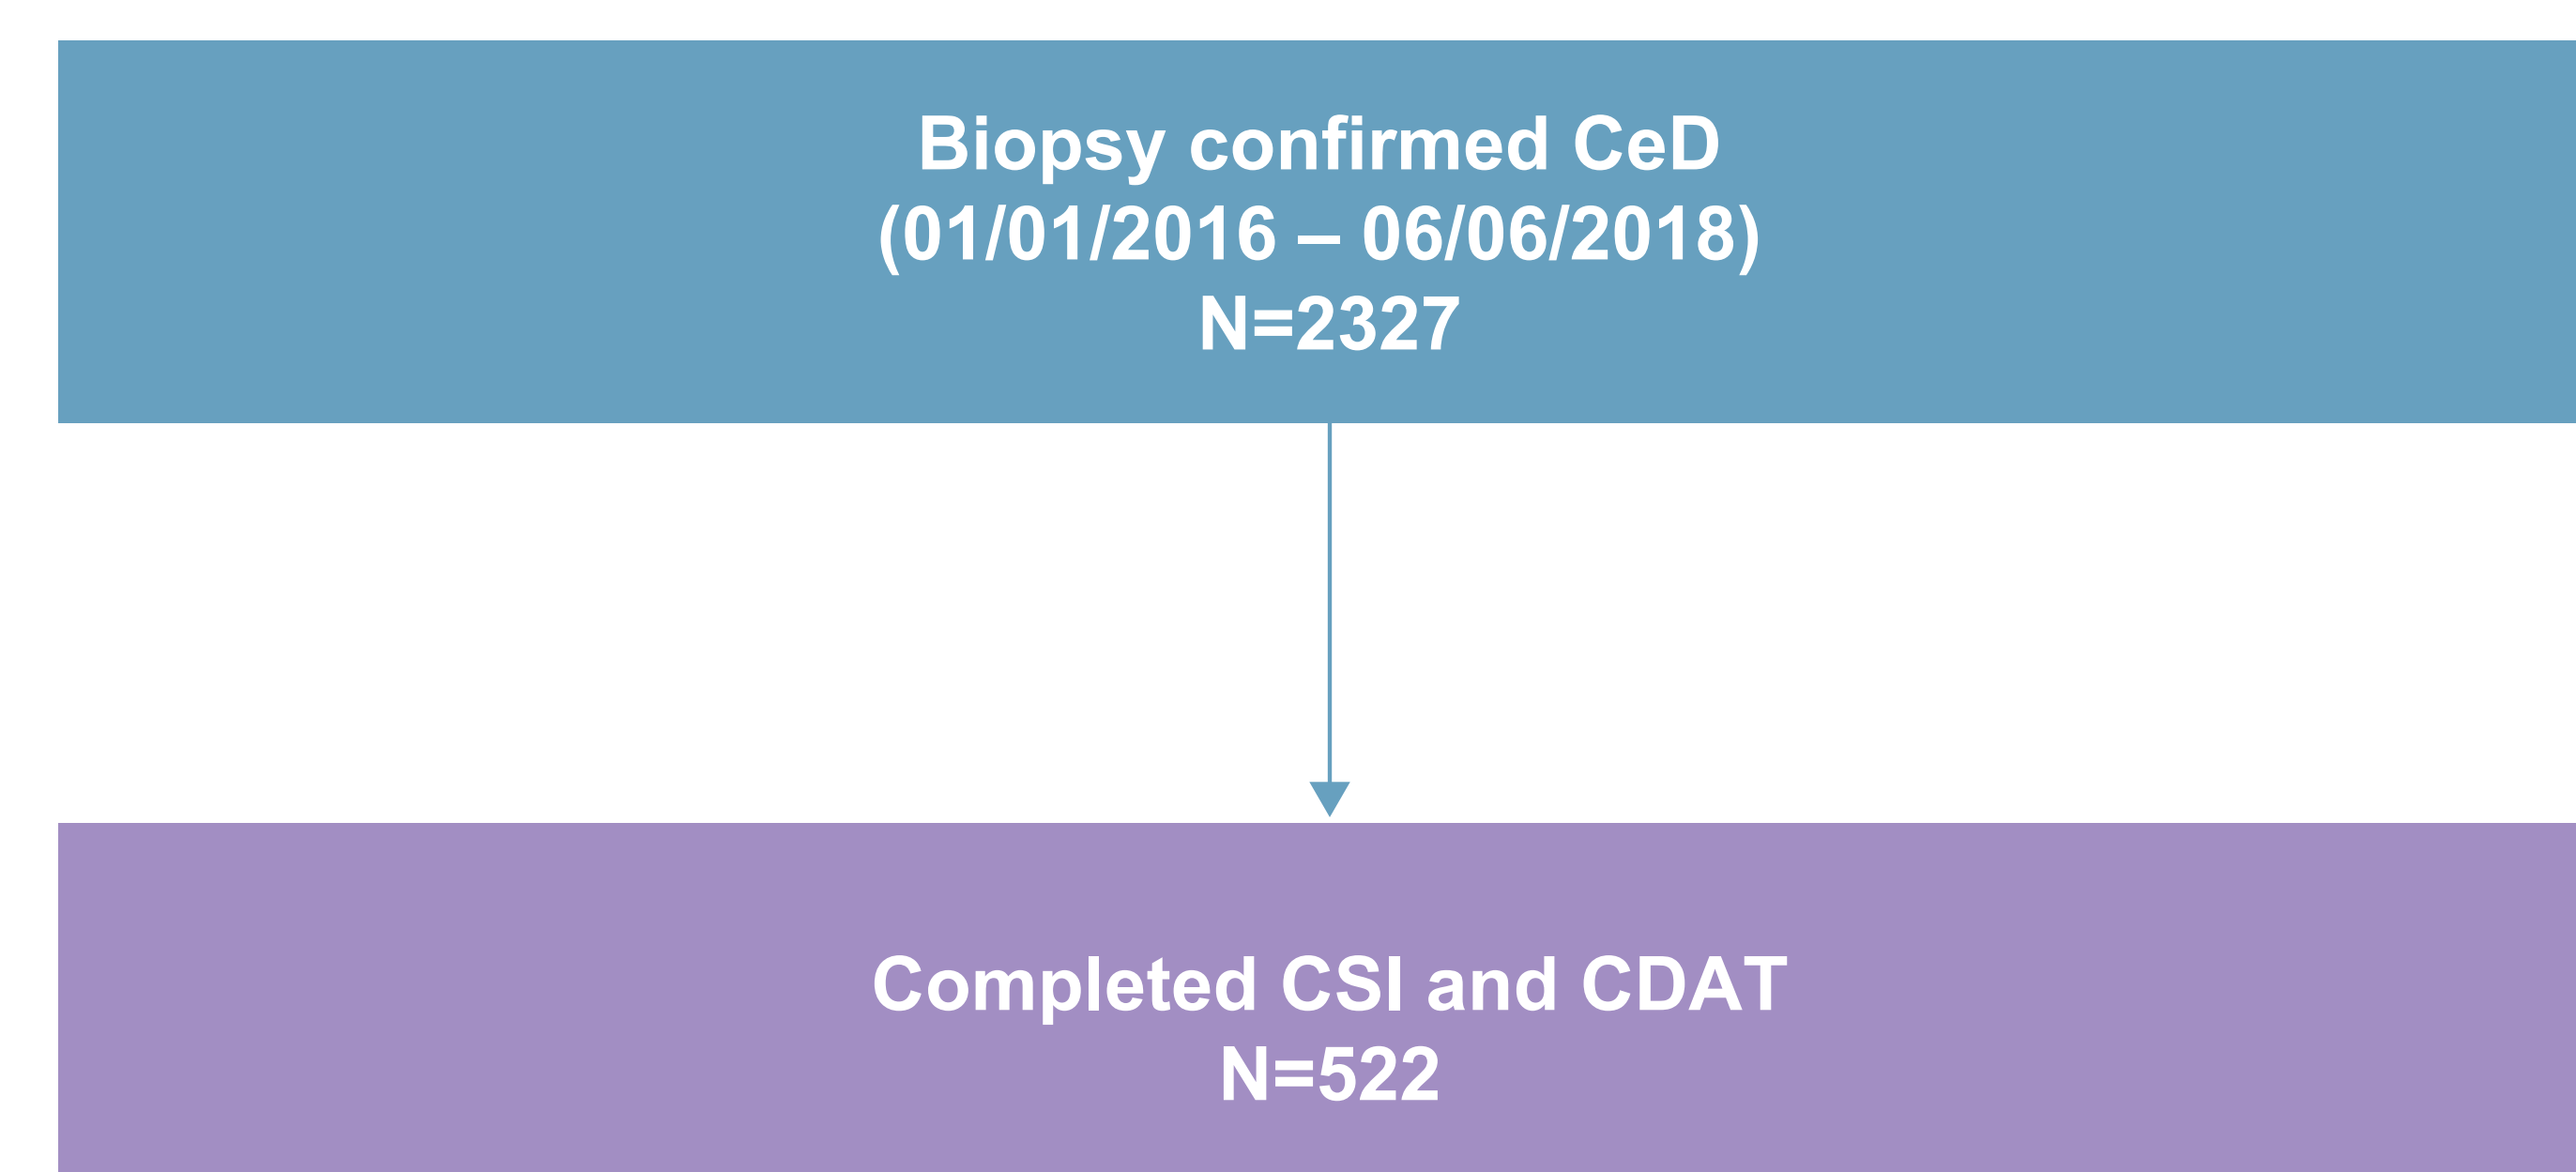 Biopsy confirmed CeD
(01/01/2016 – 06/06/2018)
N=2327
Completed CSI and CDAT
N=522